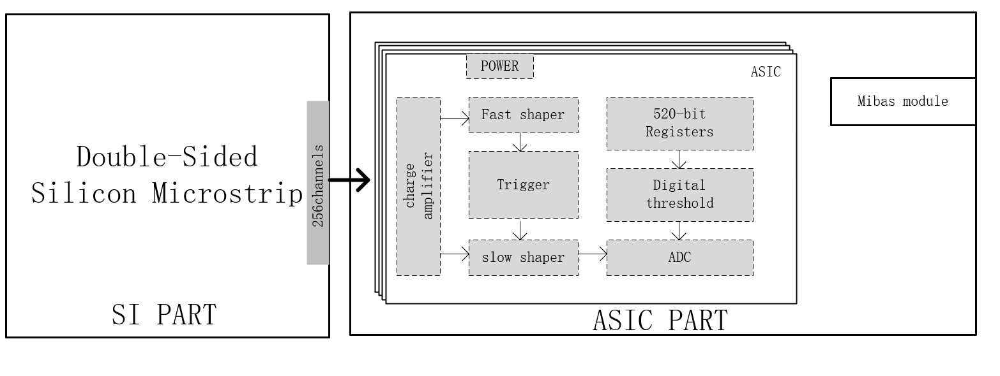 Double-Sided
Silicon Microstrip
256channels
SI PART
POWER
ASIC
charge
amplifier
Fast shaper
Trigger
slow shaper
520-bit
Registers
Digital
threshold
ADC
Mibas module
ASIC PART